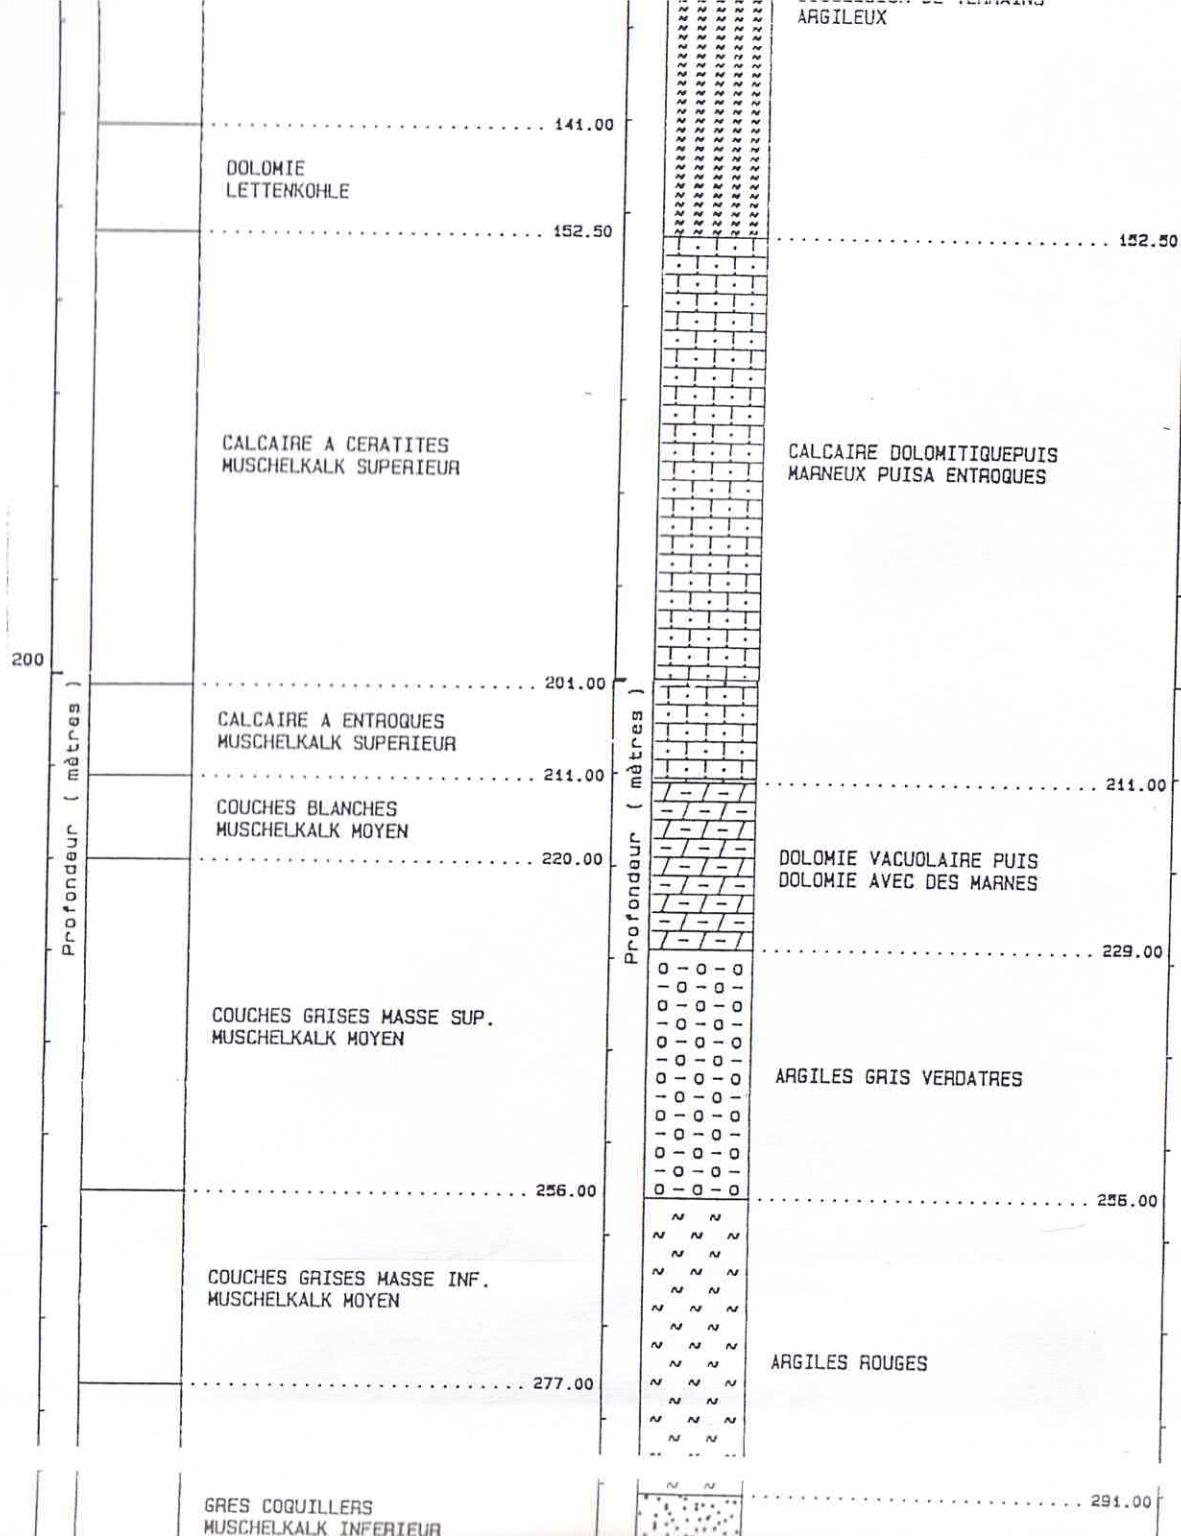 ARGILEUX
141.00
DOLOMIE
LETTENKOHLE
152.50
152.50
CALCAIRE A CERATITES
MUSCHELKALK SUPERIEUR
CALCAIRE DOLOMITIQUEPUIS
MARNEUX PUISA ENTROQUES
200
201.00
Profondeur ( mètres )
Profondeur ( mètres )
CALCAIRE A ENTROQUES
MUSCHELKALK SUPERIEUR
211.00
211.00
COUCHES BLANCHES
MUSCHELKALK MOYEN
220.00
DOLOMIE VACUOLAIRE PUIS
DOLOMIE AVEC DES MARNES
229.00
COUCHES GRISES MASSE SUP.
MUSCHELKALK MOYEN
ARGILES GRIS VERDATRES
256.00
256.00
COUCHES GRISES MASSE INF.
MUSCHELKALK MOYEN
ARGILES ROUGES
277.00
291.00
GRES COQUILLERS
MUSCHELKALK INFERIEUR